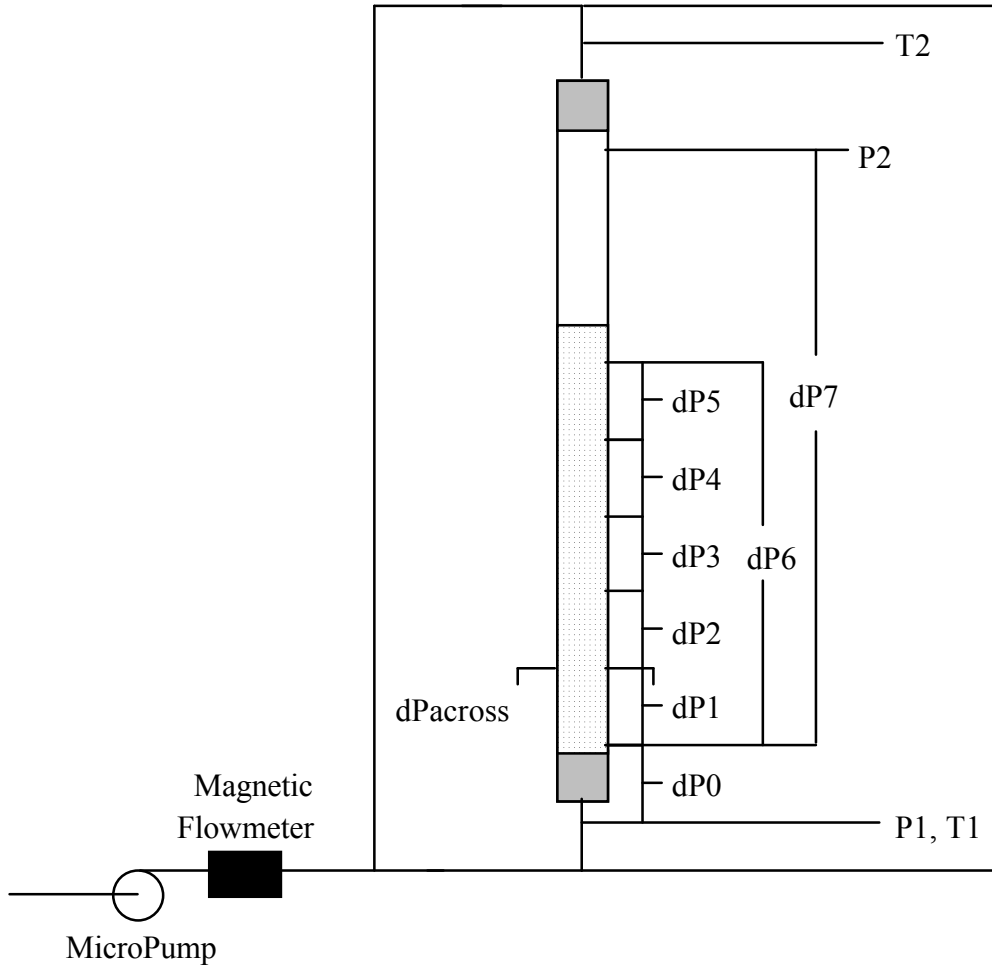 T2
P2
dP5
dP7
dP4
dP3
dP6
dP2
dPacross
dP1
Magnetic
Flowmeter
dP0
P1, T1
MicroPump